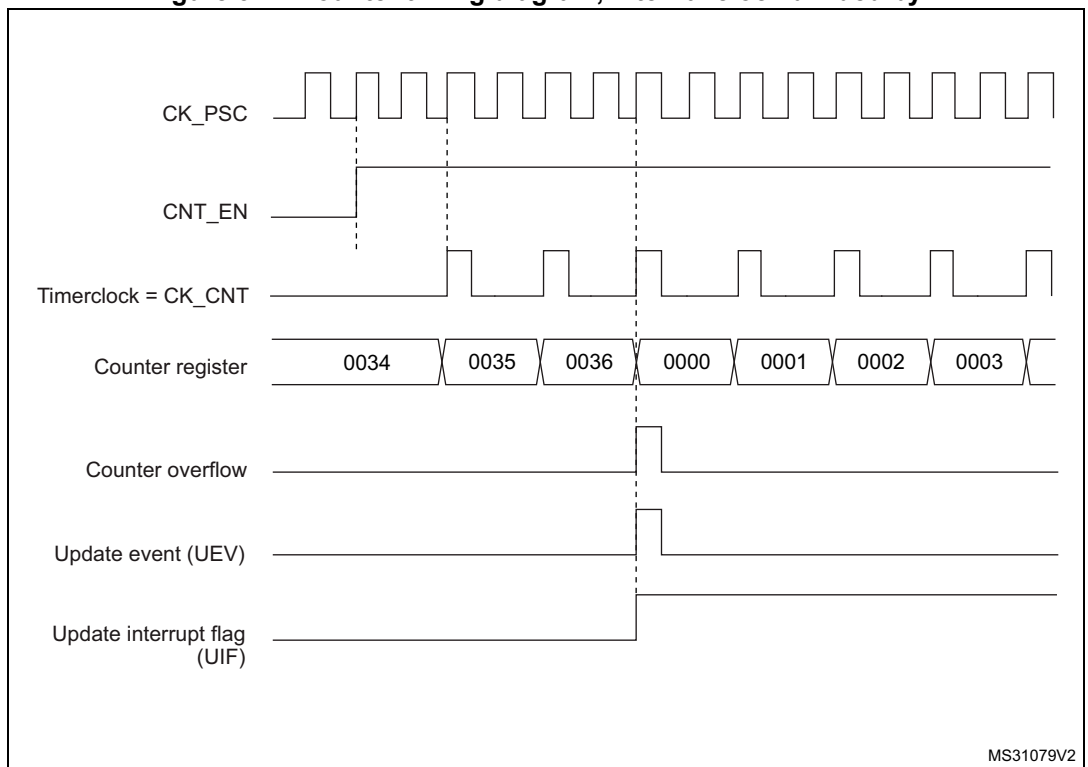 CK_PSC
CNT_EN
Timerclock = CK_CNT
Counter register
0034 0035 0036 0000 0001 0002 0003
Counter overflow
Update event (UEV)
Update interrupt flag
(UIF)
MS31079V2